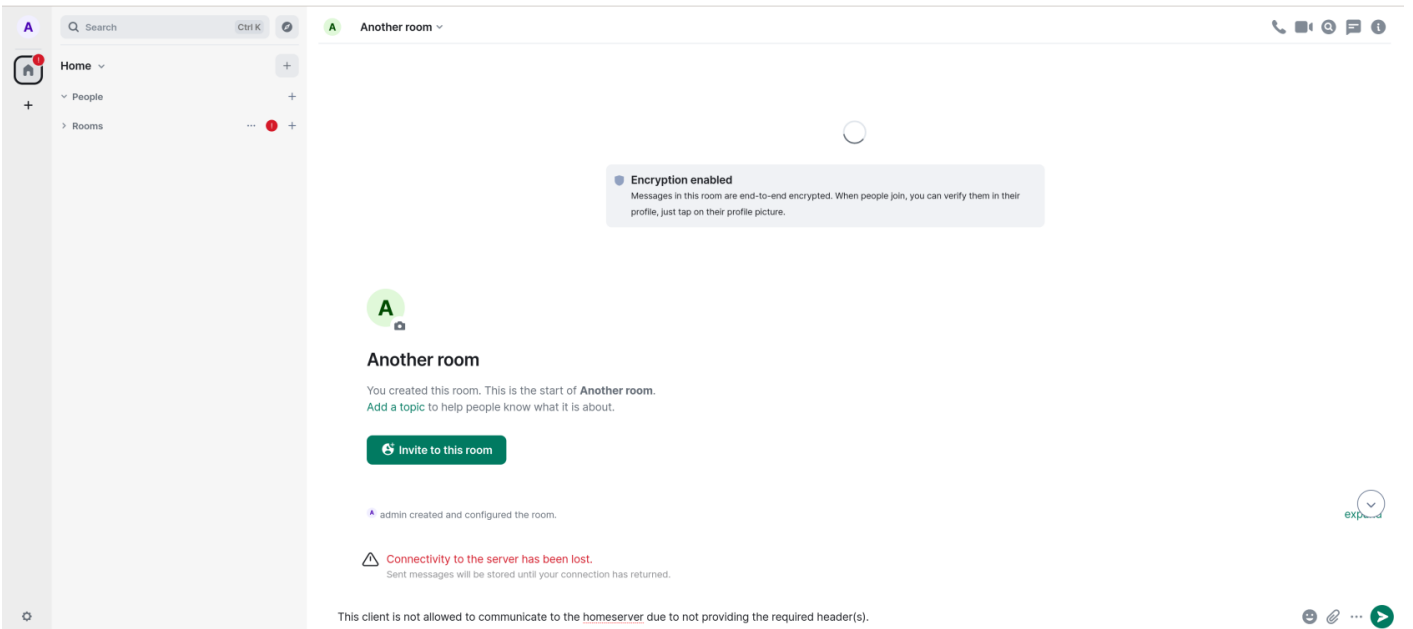 A
Search
Ctrl K
A
Another room
!
Home
People
Rooms
!
Encryption enabled
Messages in this room are end-to-end encrypted. When people join, you can verify them in their
profile, just tap on their profile picture.
A
Another room
You created this room. This is the start of Another room.
Add a topic to help people know what it is about.
Invite to this room
A admin created and configured the room.
Connectivity to the server has been lost.
Sent messages will be stored until your connection has returned.
This client is not allowed to communicate to the homeserver due to not providing the required header(s).